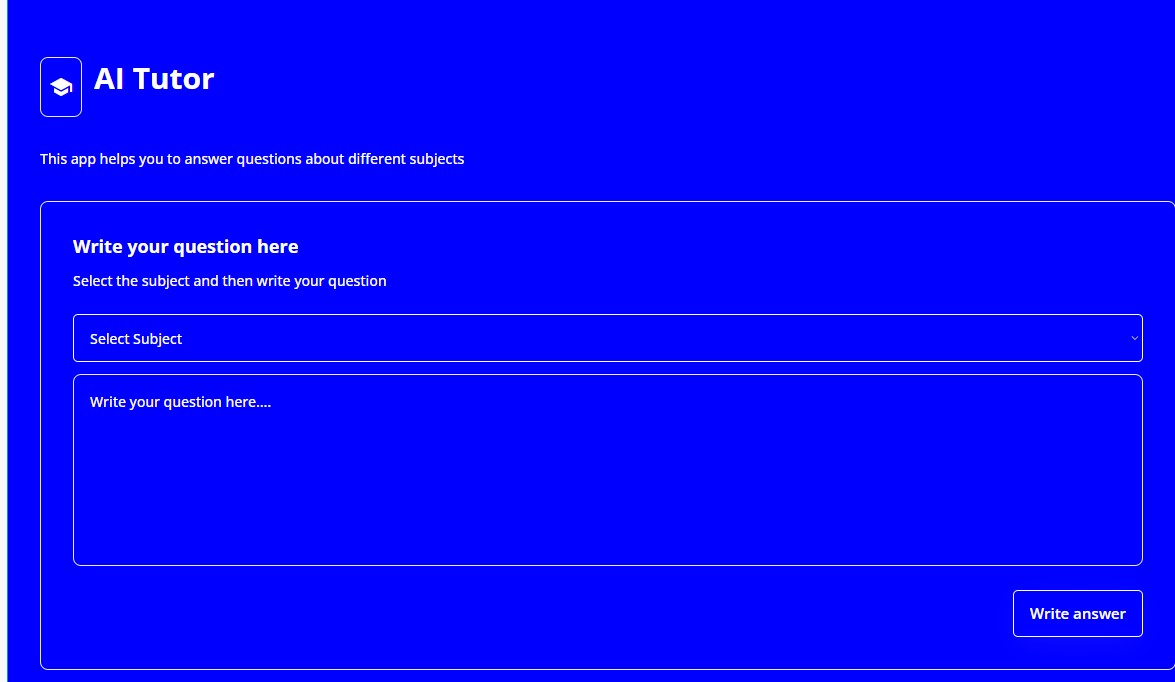 AI Tutor
This app helps you to answer questions about different subjects
Write your question here
Select the subject and then write your question
Select Subject
Write your question here....
Write answer